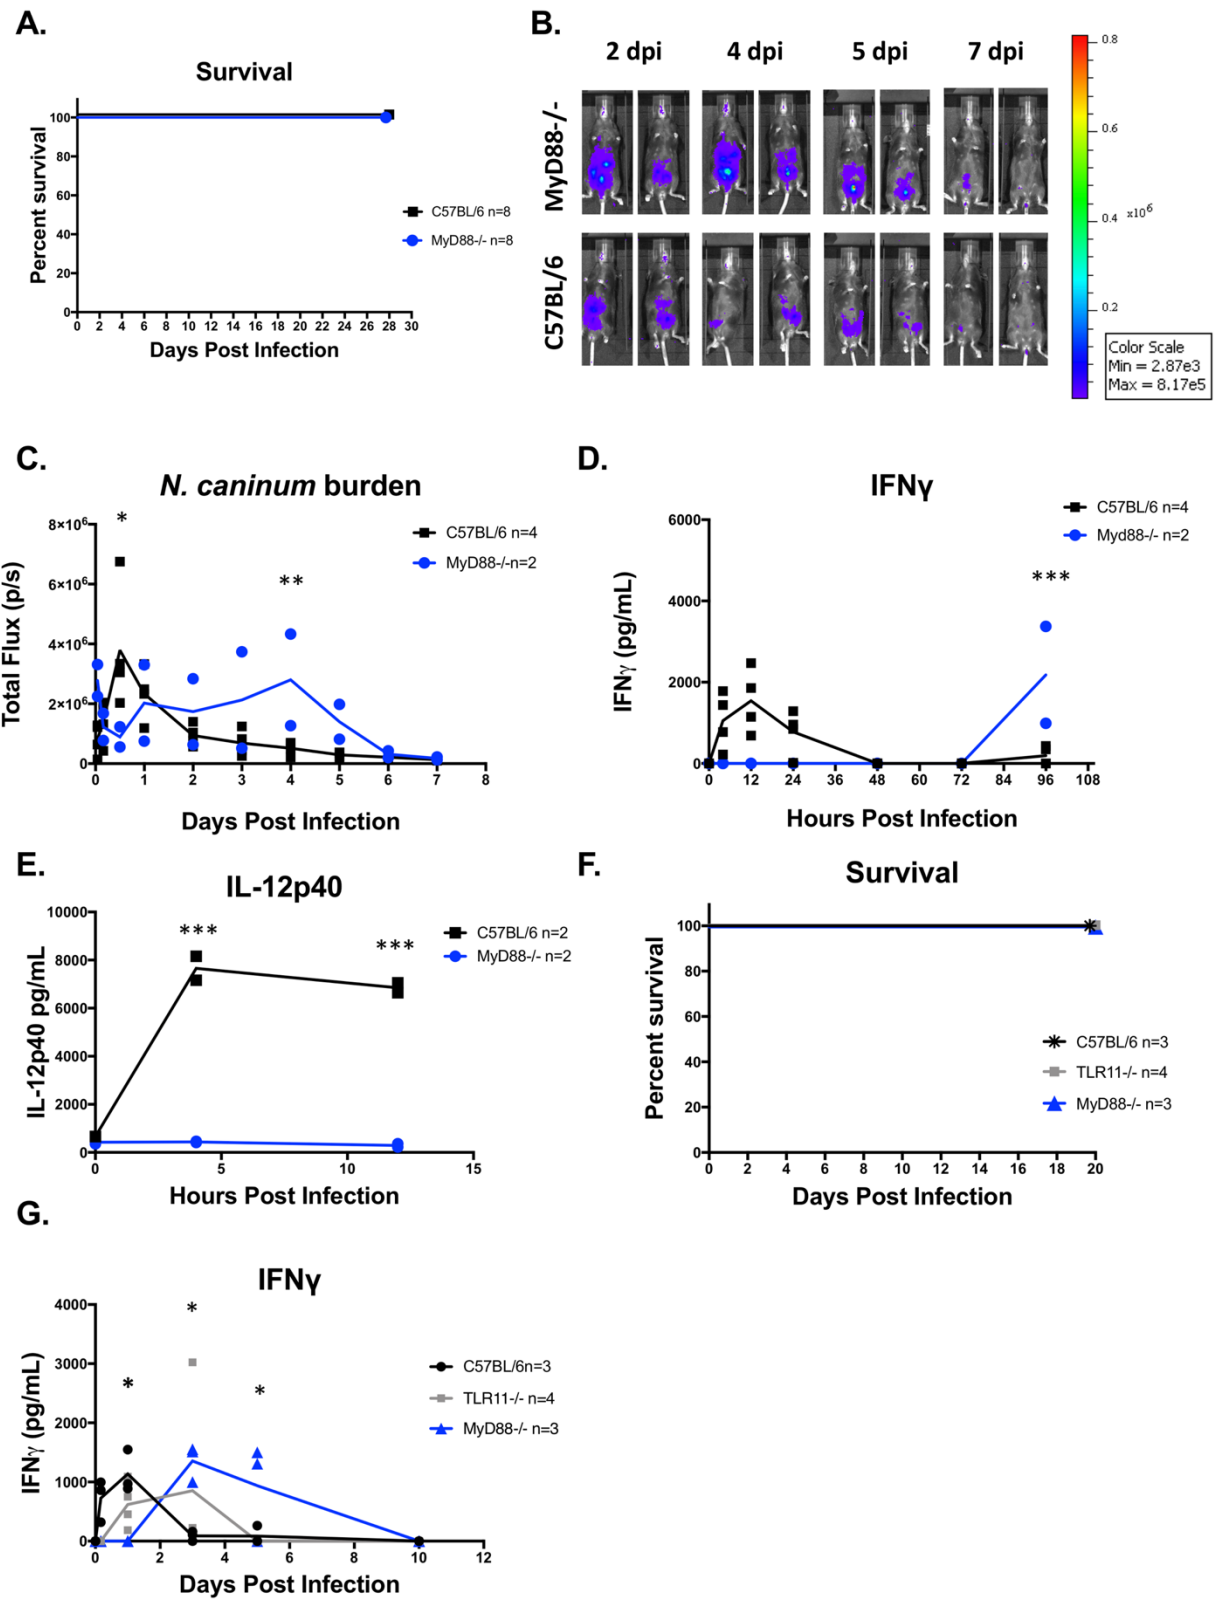 A.
Survival
Percent survival
100
80
60
40
20
0
0 2 4 6 8 10 12 14 16 18 20 22 24 26 28 30
Days Post Infection
C57BL/6 n=8
MyD88-/- n=8
B.
2 dpi 4 dpi 5 dpi 7 dpi
MyD88-/-
C57BL/6
0.8
0.6
0.4
x10⁶
0.2
Color Scale
Min = 2.87e3
Max = 8.17e5
C.
N. caninum burden
Total Flux (p/s)
8×10⁶
6×10⁶
4×10⁶
2×10⁶
0
0 1 2 3 4 5 6 7 8
Days Post Infection
*
**
C57BL/6 n=4
MyD88-/-n=2
D.
IFNγ
IFNγ (pg/mL)
6000
4000
2000
0
0 12 24 36 48 60 72 84 96 108
Hours Post Infection
***
C57BL/6 n=4
Myd88-/- n=2
E.
IL-12p40
IL-12p40 pg/mL
10000
8000
6000
4000
2000
0
0 5 10 15
Hours Post Infection
***
***
C57BL/6 n=2
MyD88-/- n=2
F.
Survival
Percent survival
100
80
60
40
20
0
0 2 4 6 8 10 12 14 16 18 20
Days Post Infection
C57BL/6 n=3
TLR11-/- n=4
MyD88-/- n=3
G.
IFNγ
IFNγ (pg/mL)
4000
3000
2000
1000
0
0 2 4 6 8 10 12
Days Post Infection
*
*
*
C57BL/6n=3
TLR11-/- n=4
MyD88-/- n=3